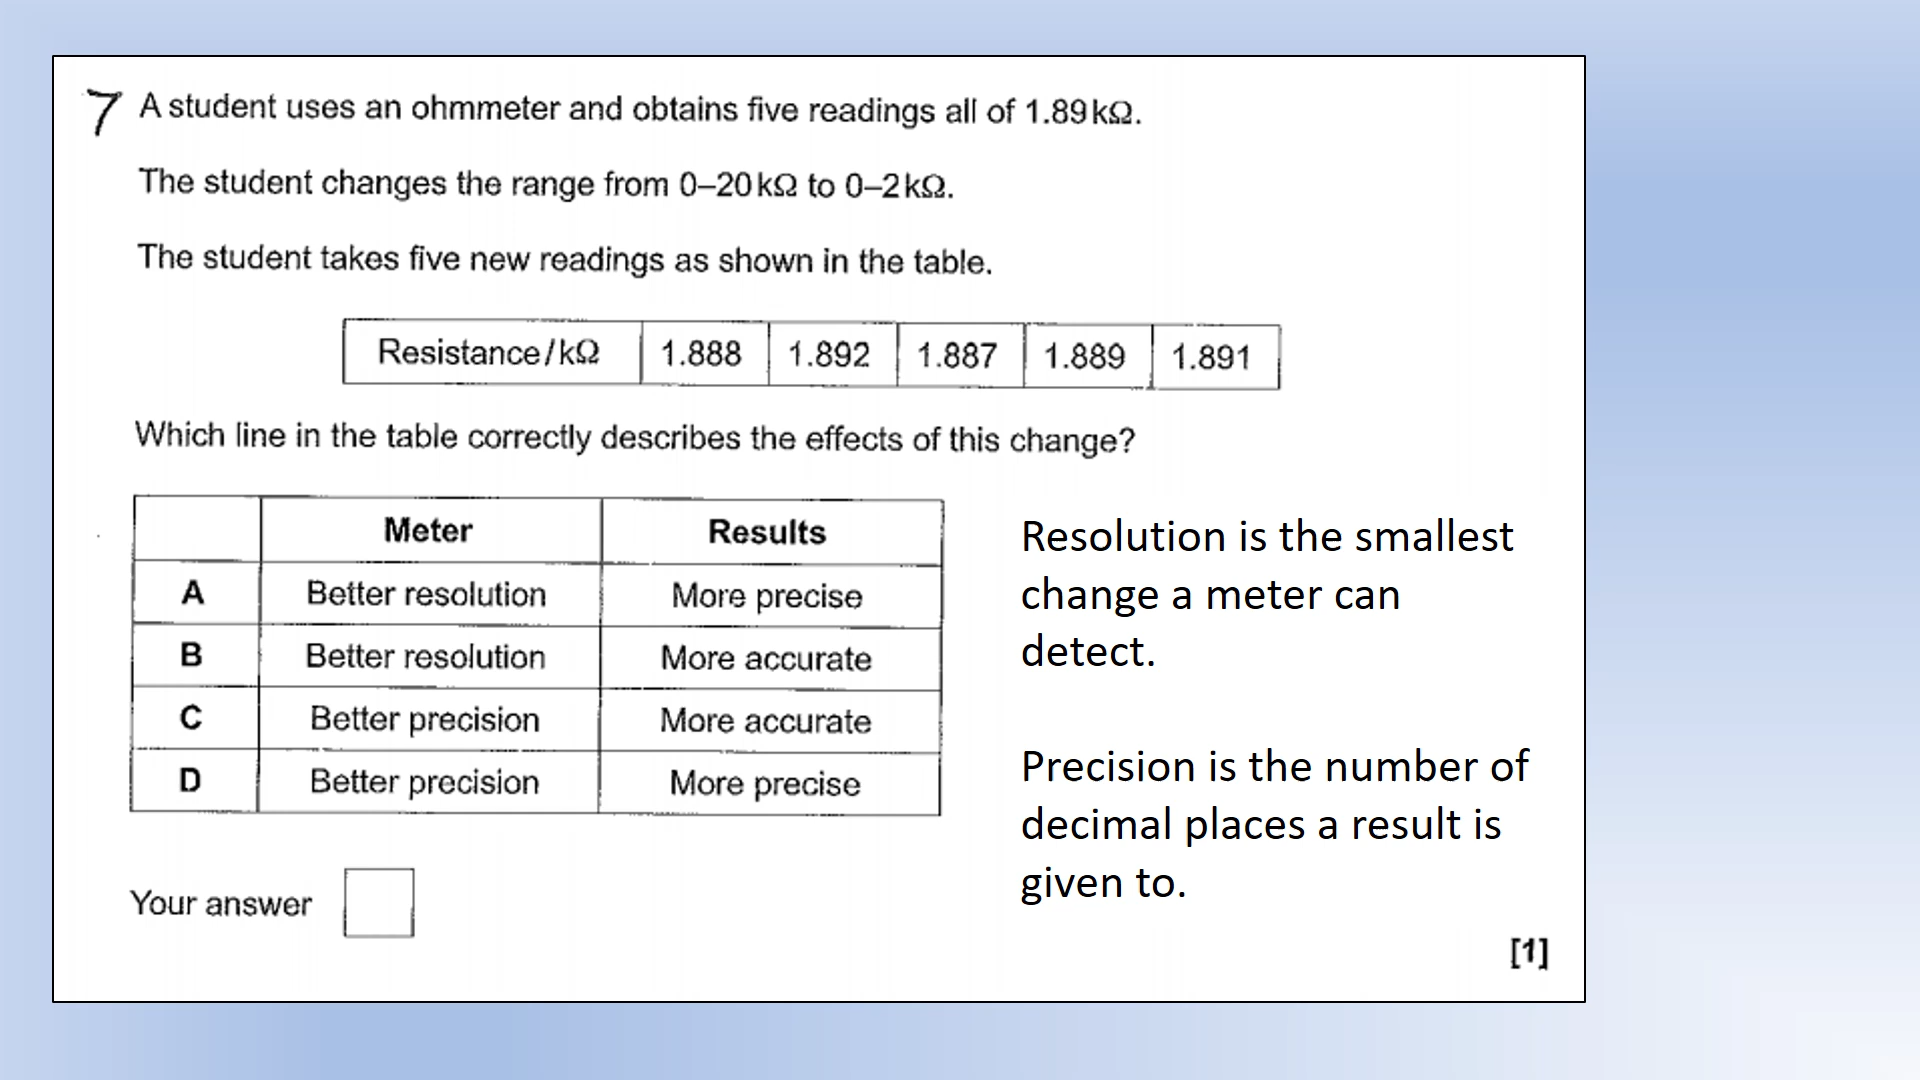 7 A student uses an ohmmeter and obtains five readings all of 1.89 kΩ.
The student changes the range from 0–20 kΩ to 0–2 kΩ.
The student takes five new readings as shown in the table.
Resistance / kΩ 1.888 1.892 1.887 1.889 1.891
Which line in the table correctly describes the effects of this change?
Meter Results
A Better resolution More precise
B Better resolution More accurate
C Better precision More accurate
D Better precision More precise
Your answer
Resolution is the smallest
change a meter can
detect.
Precision is the number of
decimal places a result is
given to.
[1]